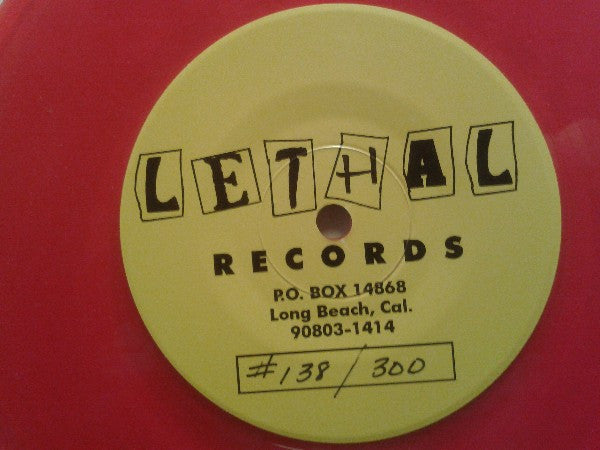 LETHAL
RECORDS
P.O. BOX 14868
Long Beach, Cal.
90803-1414
#138/300